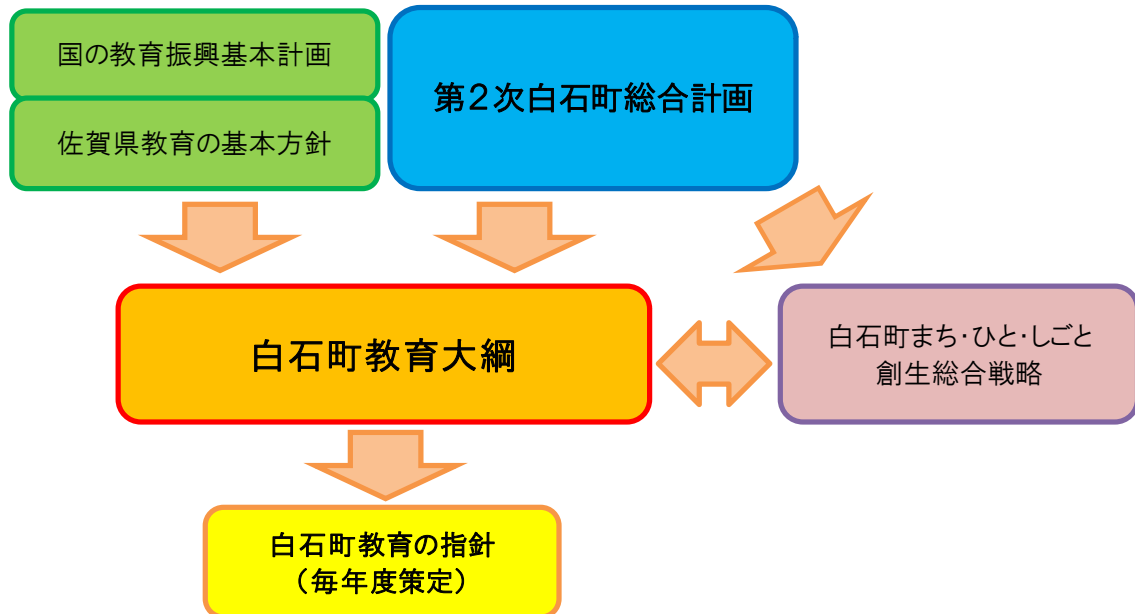 国の教育振興基本計画
佐賀県教育の基本方針
第2次白石町総合計画
白石町教育大綱
白石町まち・ひと・しごと
創生総合戦略
白石町教育の指針
(毎年度策定)